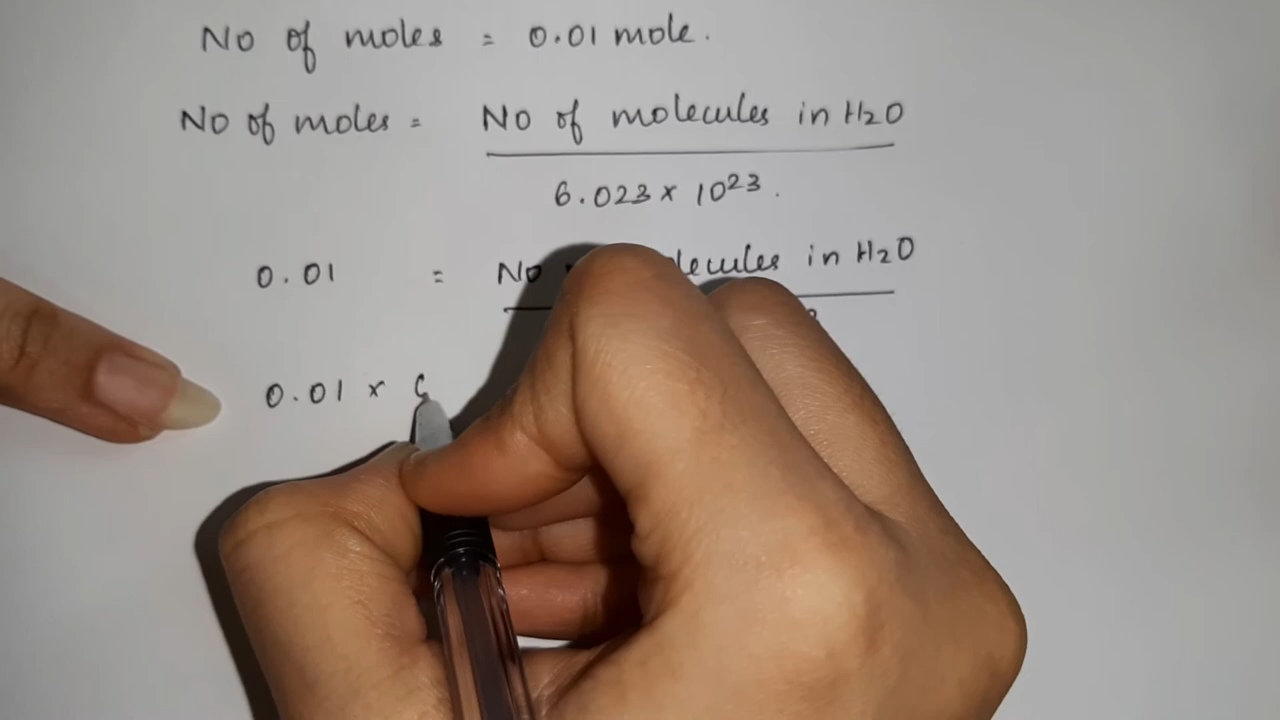 No of moles = 0.01 mole.
No of moles = No of molecules in H2O
6.023 x 10^23.
0.01 = No in H2O
0.01 x